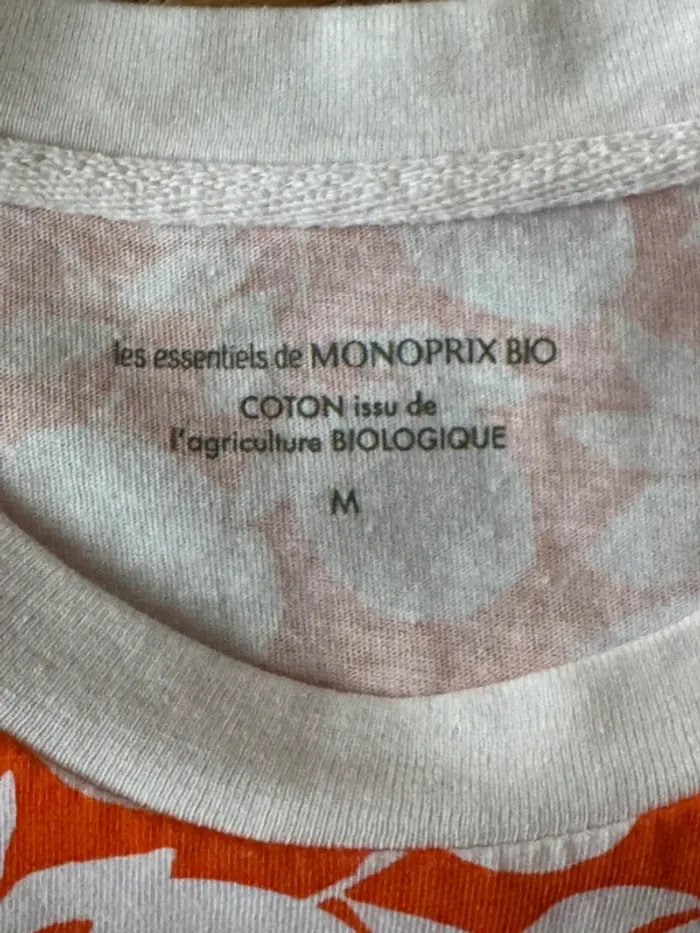 les essentiels de MONOPRIX BIO
COTON issu de
l'agriculture BIOLOGIQUE
M